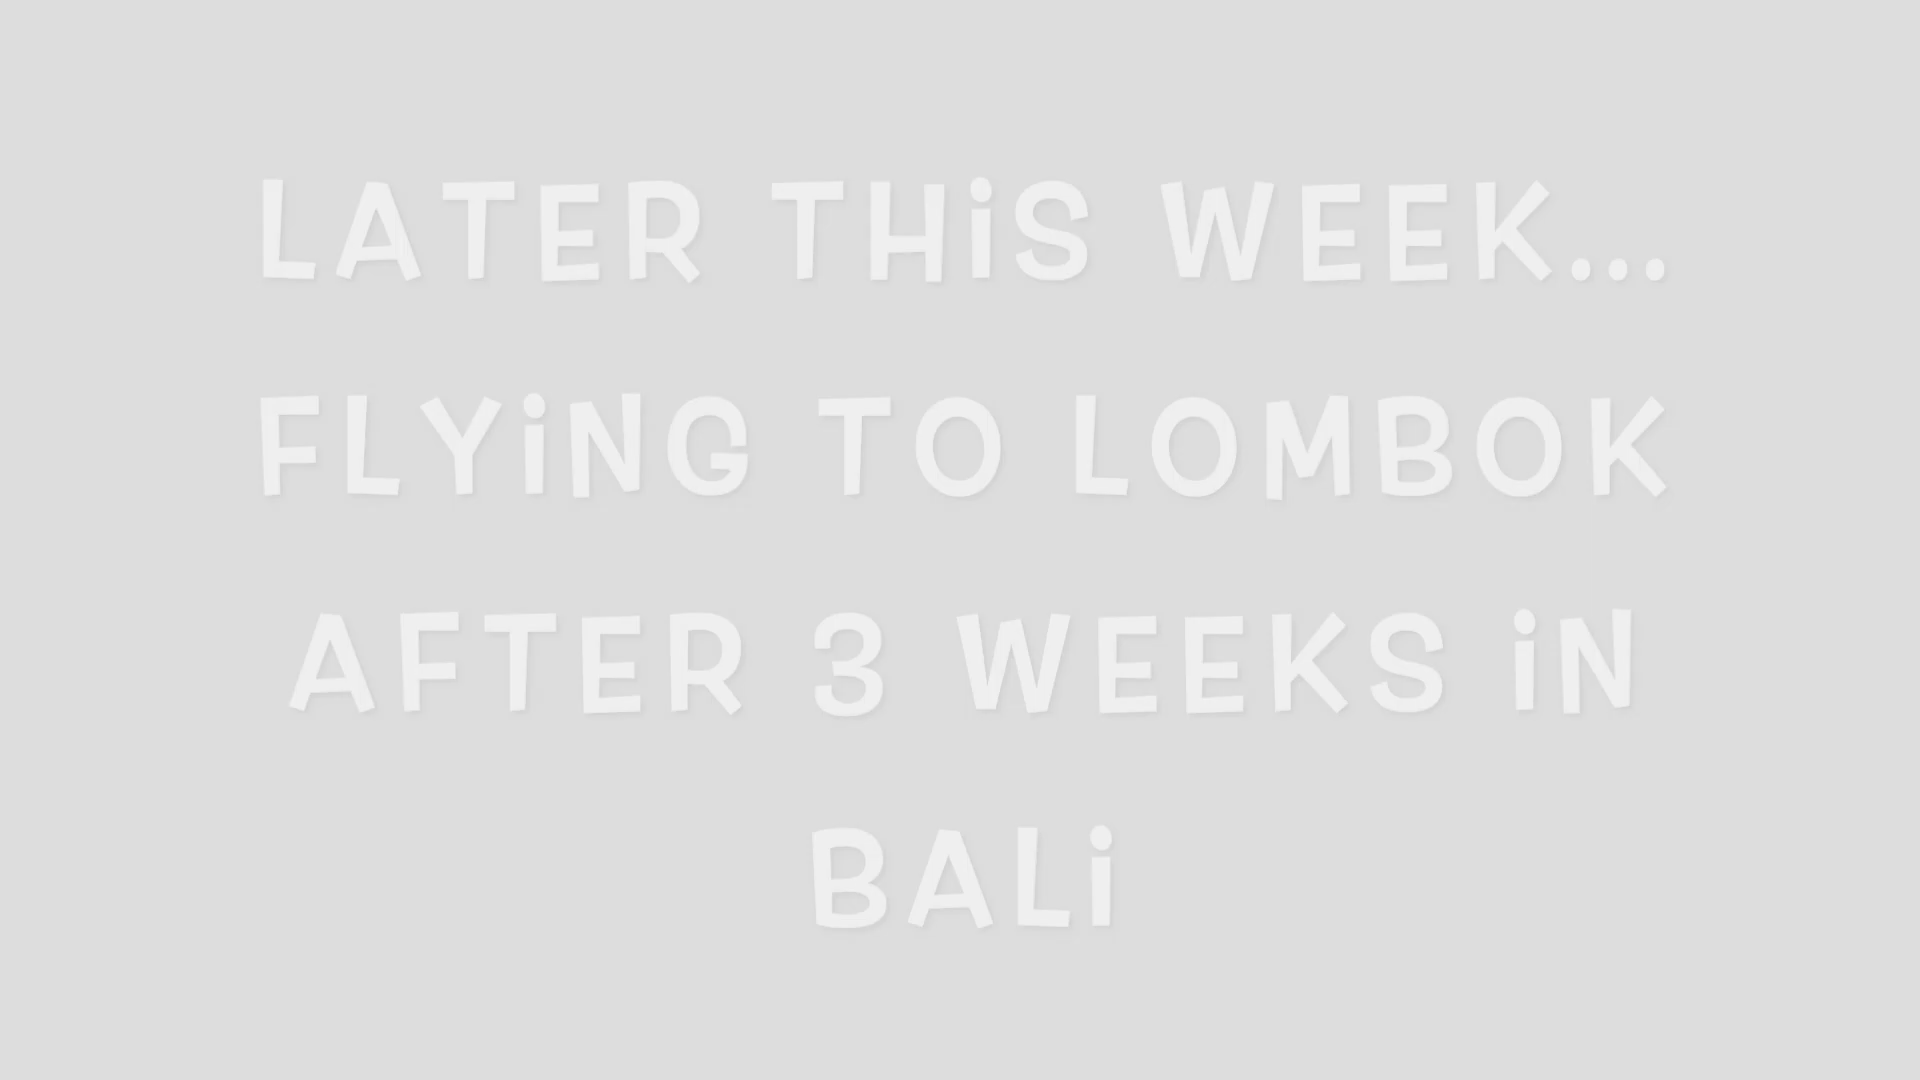 LATER THiS WEEK...
FLYiNG TO LOMBOK
AFTER 3 WEEKS iN
BALi